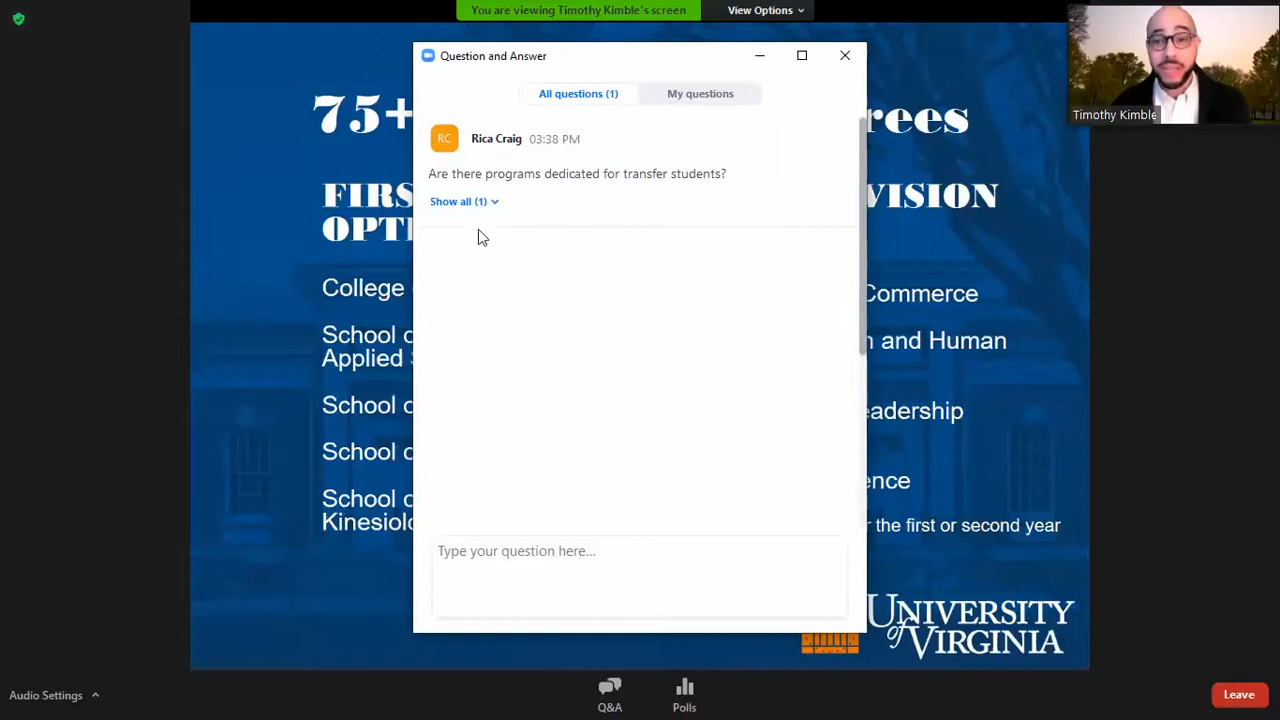 You are viewing Timothy Kimble's screen
View Options
Question and Answer
All questions (1)
My questions
RC
Rica Craig 03:38 PM
Are there programs dedicated for transfer students?
Show all (1)
Type your question here...
75+
rees
FIRS
VISION
OPT
College
Commerce
School
Applied
n and Human
School
eadership
School
ence
School
Kinesiol
r the first or second year
UNIVERSITY
of VIRGINIA
Timothy Kimble
Audio Settings
Q&A
Polls
Leave